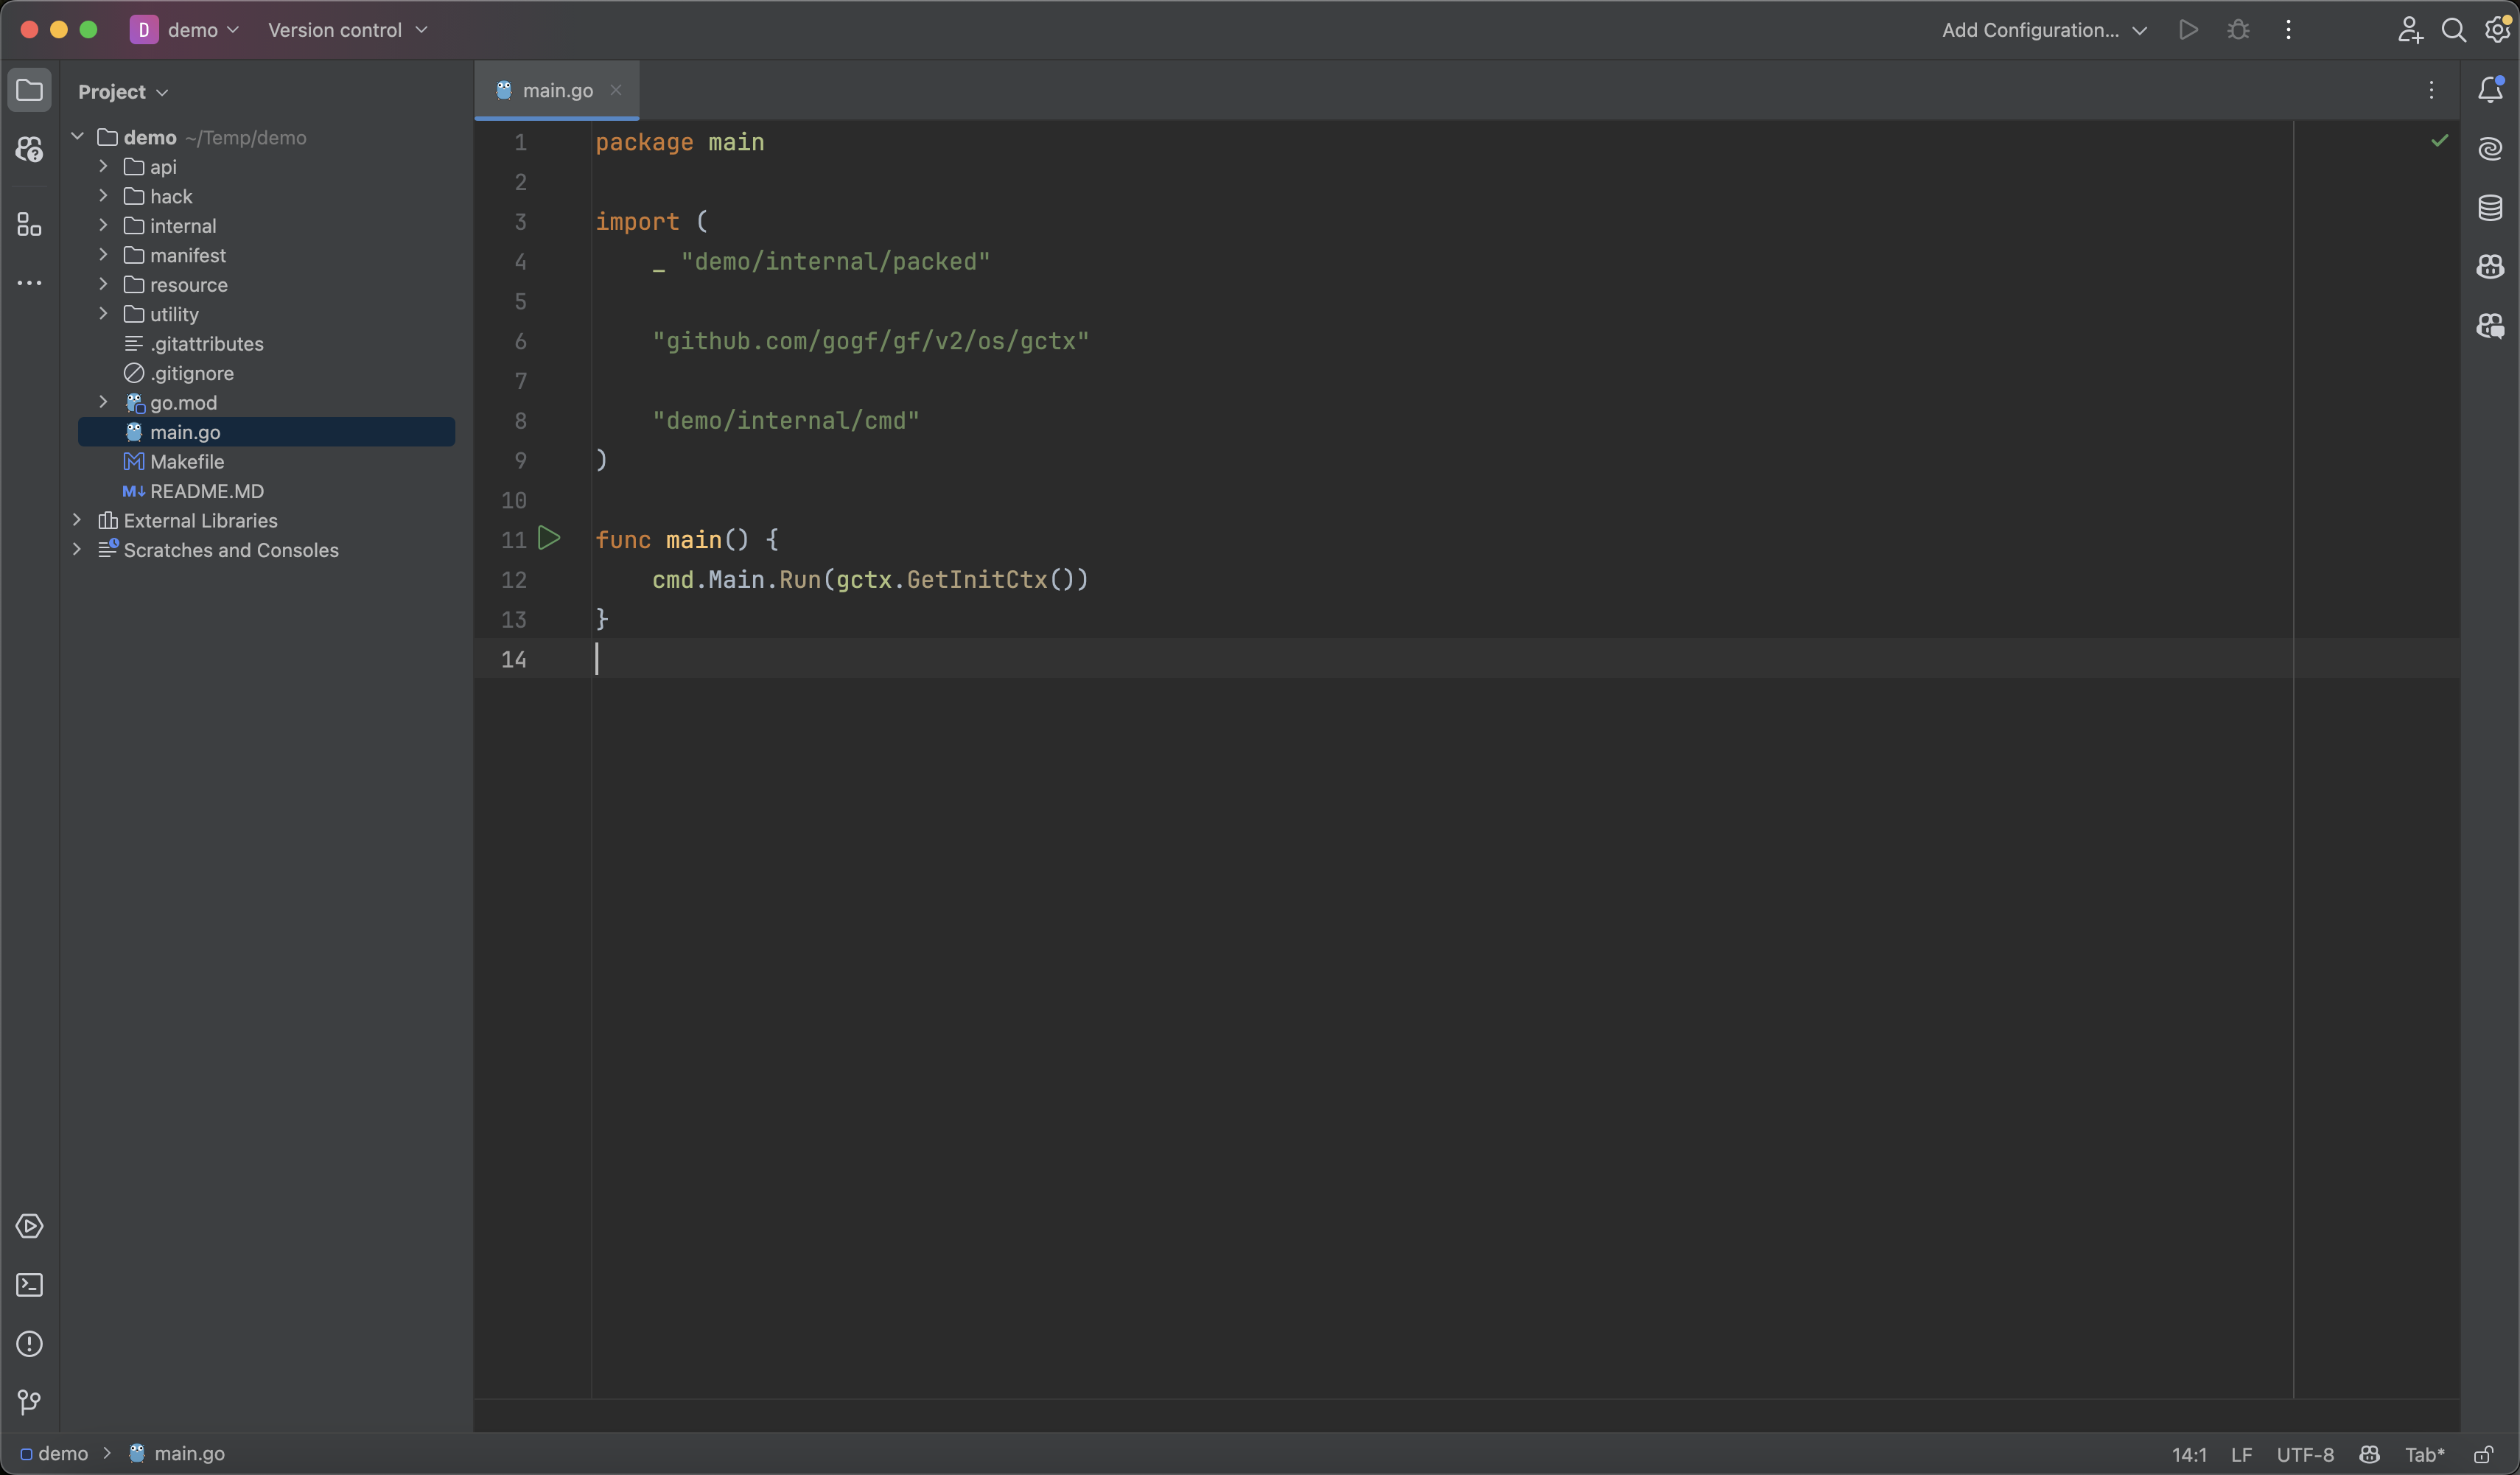 D demo Version control Add Configuration...
Project
main.go
demo ~/Temp/demo
api
hack
internal
manifest
resource
utility
.gitattributes
.gitignore
go.mod
main.go
Makefile
M↓ README.MD
External Libraries
Scratches and Consoles
1 package main
2
3 import (
4 _ "demo/internal/packed"
5
6 "github.com/gogf/gf/v2/os/gctx"
7
8 "demo/internal/cmd"
9 )
10
11 func main() {
12 cmd.Main.Run(gctx.GetInitCtx())
13 }
14
demo > main.go 14:1 LF UTF-8 Tab*